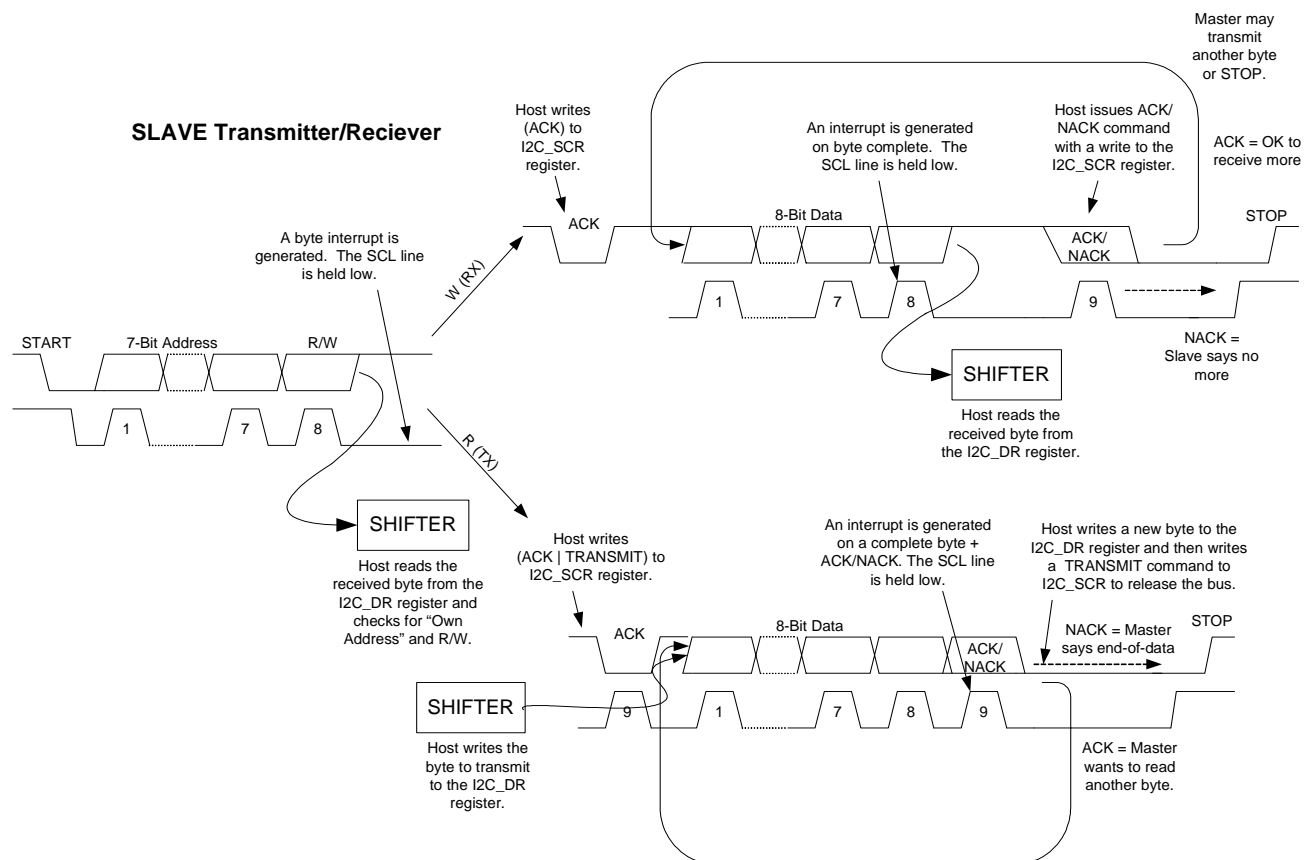 SLAVE Transmitter/Reciever
Master may
transmit
another byte
or STOP.
Host writes
(ACK) to
I2C_SCR
register.
An interrupt is generated
on byte complete.  The
SCL line is held low.
Host issues ACK/
NACK command
with a write to the
I2C_SCR register.
ACK = OK to
receive more
ACK
8-Bit Data
ACK/
NACK
STOP
1
7
8
9
NACK =
Slave says no
more
SHIFTER
Host reads the
received byte from
the I2C_DR register.
A byte interrupt is
generated.  The SCL line
is held low.
W (RX)
START
7-Bit Address
R/W
1
7
8
R (TX)
SHIFTER
Host reads the
received byte from the
I2C_DR register and
checks for “Own
Address” and R/W.
Host writes
(ACK | TRANSMIT) to
I2C_SCR register.
An interrupt is generated
on a complete byte +
ACK/NACK. The SCL line
is held low.
Host writes a new byte to the
I2C_DR register and then writes
a  TRANSMIT command to
I2C_SCR to release the bus.
ACK
8-Bit Data
ACK/
NACK
NACK = Master
says end-of-data
STOP
SHIFTER
9
1
7
8
9
Host writes the
byte to transmit
to the I2C_DR
register.
ACK = Master
wants to read
another byte.